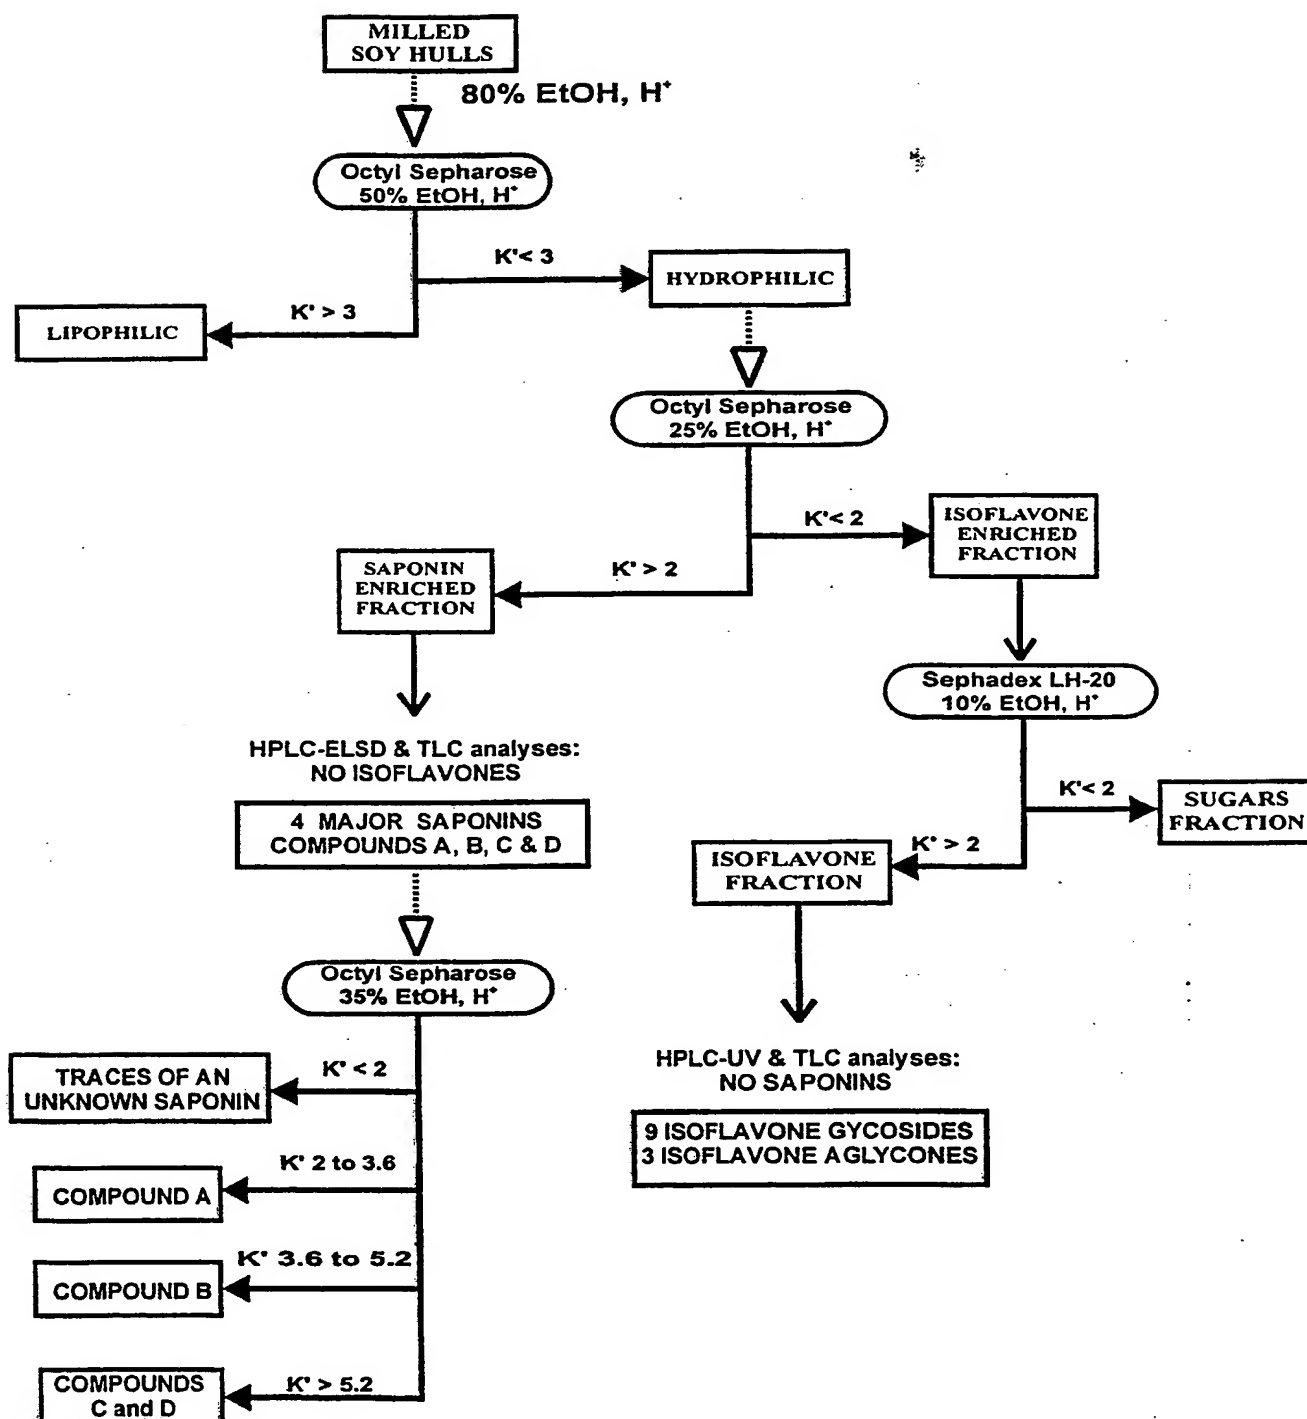 MILLED
SOY HULLS
80% EtOH, H⁺
Octyl Sepharose
50% EtOH, H⁺
K'< 3
HYDROPHILIC
K' > 3
LIPOPHILIC
Octyl Sepharose
25% EtOH, H⁺
K'< 2
ISOFLAVONE
ENRICHED
FRACTION
K' > 2
SAPONIN
ENRICHED
FRACTION
Sephadex LH-20
10% EtOH, H⁺
HPLC-ELSD & TLC analyses:
NO ISOFLAVONES
K'< 2
SUGARS
FRACTION
4 MAJOR SAPONINS
COMPOUNDS A, B, C & D
K' > 2
ISOFLAVONE
FRACTION
Octyl Sepharose
35% EtOH, H⁺
K' < 2
TRACES OF AN
UNKNOWN SAPONIN
HPLC-UV & TLC analyses:
NO SAPONINS
9 ISOFLAVONE GYCOSIDES
3 ISOFLAVONE AGLYCONES
K' 2 to 3.6
COMPOUND A
K' 3.6 to 5.2
COMPOUND B
K' > 5.2
COMPOUNDS
C and D